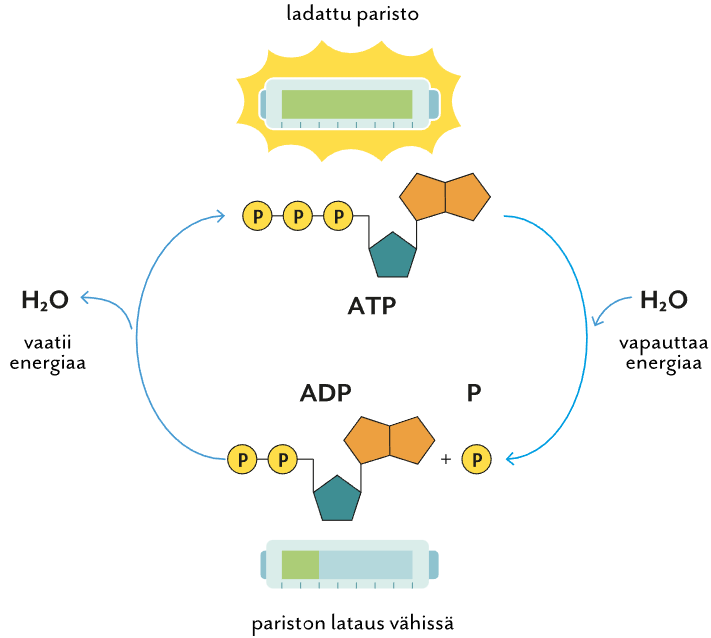 ladattu paristo
P P P
ATP
H₂O
vaatii
energiaa
H₂O
vapauttaa
energiaa
ADP P
P P + P
pariston lataus vähissä